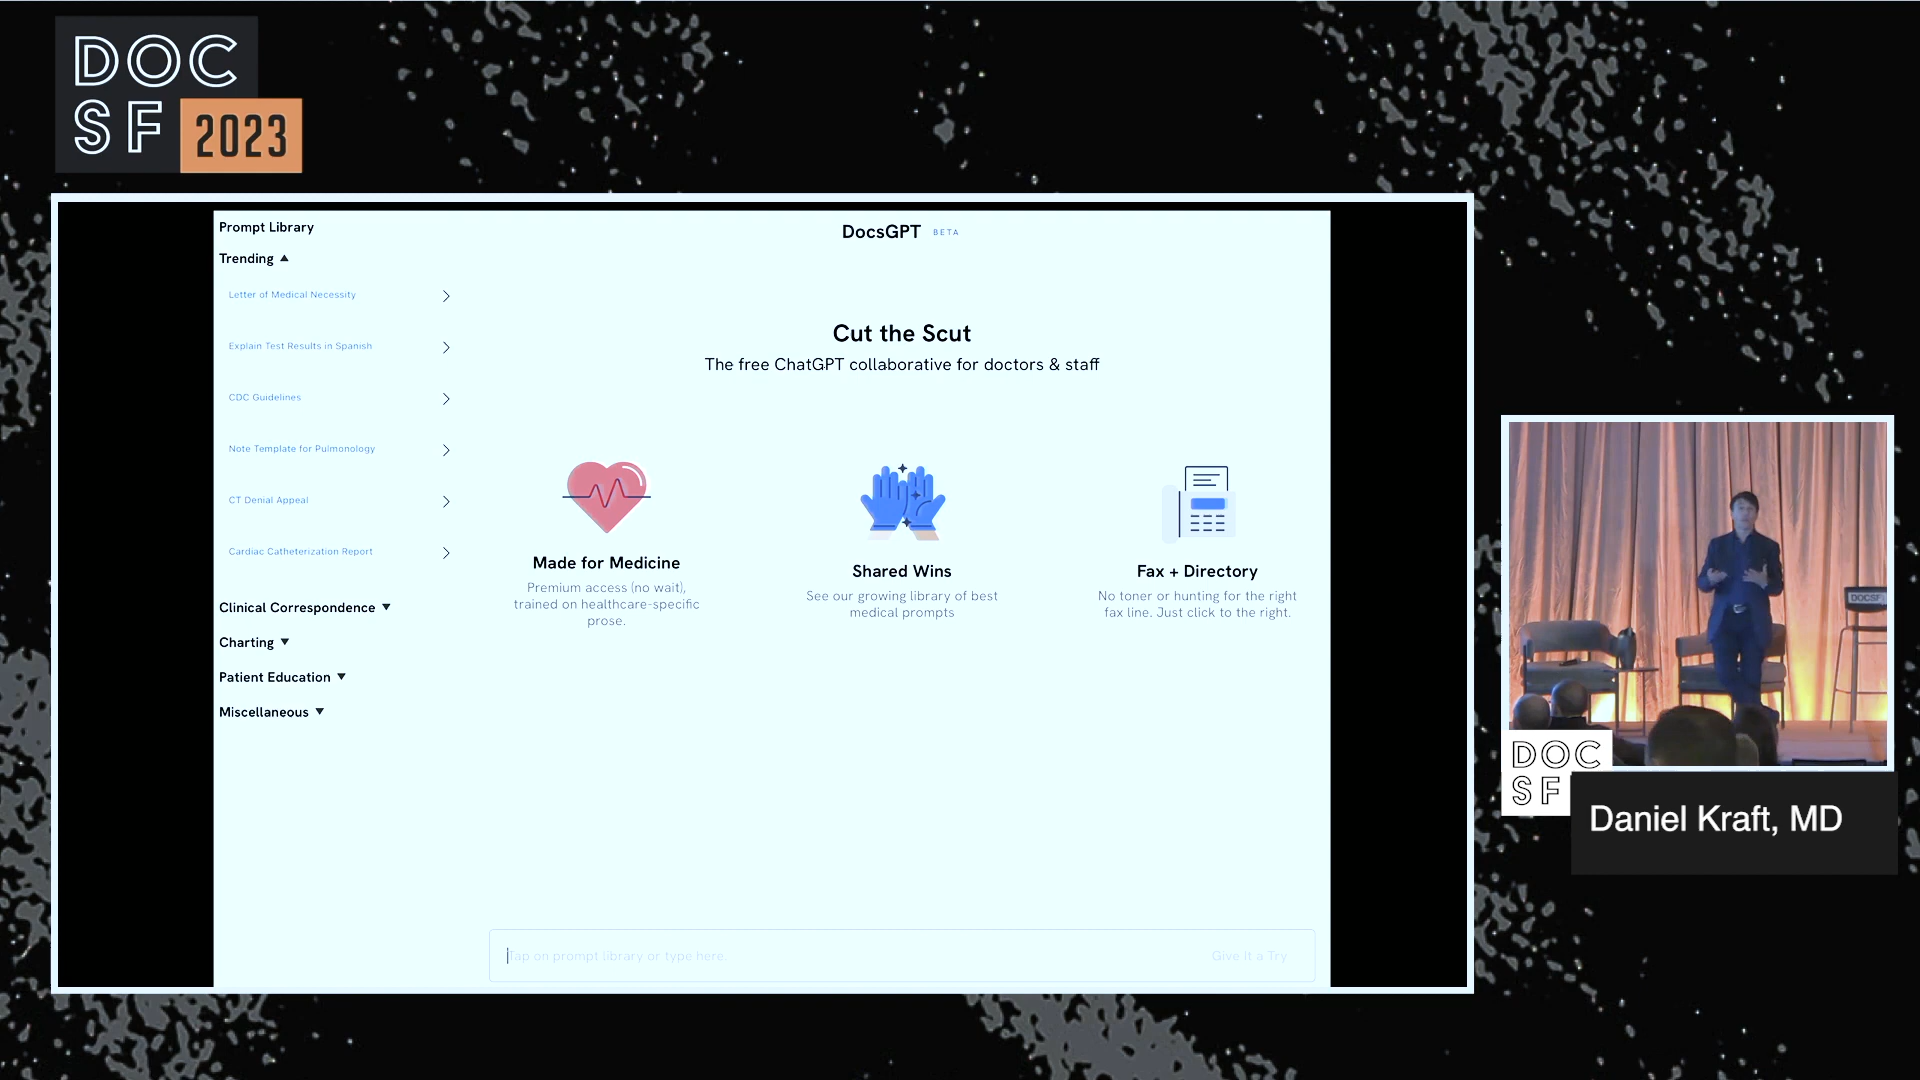 DOC
SF 2023
Prompt Library
Trending
Letter of Medical Necessity
Explain Test Results in Spanish
CDC Guidelines
Note Template for Pulmonology
CT Denial Appeal
Cardiac Catheterization Report
Clinical Correspondence
Charting
Patient Education
Miscellaneous
DocsGPT BETA
Cut the Scut
The free ChatGPT collaborative for doctors & staff
Made for Medicine
Premium access (no wait),
trained on healthcare-specific
prose.
Shared Wins
See our growing library of best
medical prompts
Fax + Directory
No toner or hunting for the right
fax line. Just click to the right.
Tap on prompt library or type here.
Give It a Try
DOCSF
DOC
SF
Daniel Kraft, MD